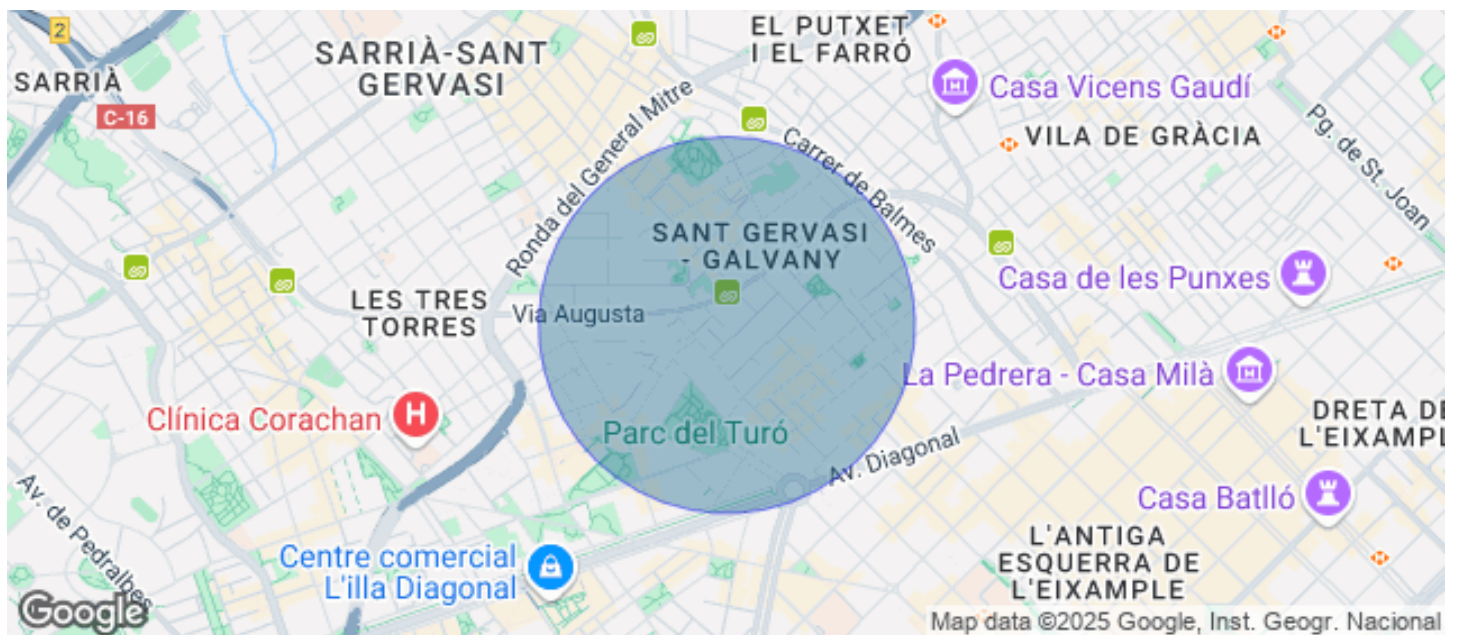 2
SARRIÀ
C-16
SARRIÀ-SANT
GERVASI
EL PUTXET
I EL FARRÓ
Casa Vicens Gaudí
VILA DE GRÀCIA
Pg. de St. Joan
Ronda del General Mitre
Carrer de Balmes
SANT GERVASI
- GALVANY
Casa de les Punxes
LES TRES
TORRES
Via Augusta
La Pedrera - Casa Milà
Clínica Corachan
H
Parc del Turó
DRETA DE
L'EIXAMPL
Av. Diagonal
Av. de Pedralbes
Casa Batlló
Centre comercial
L'illa Diagonal
L'ANTIGA
ESQUERRA DE
L'EIXAMPLE
Google
Map data ©2025 Google, Inst. Geogr. Nacional